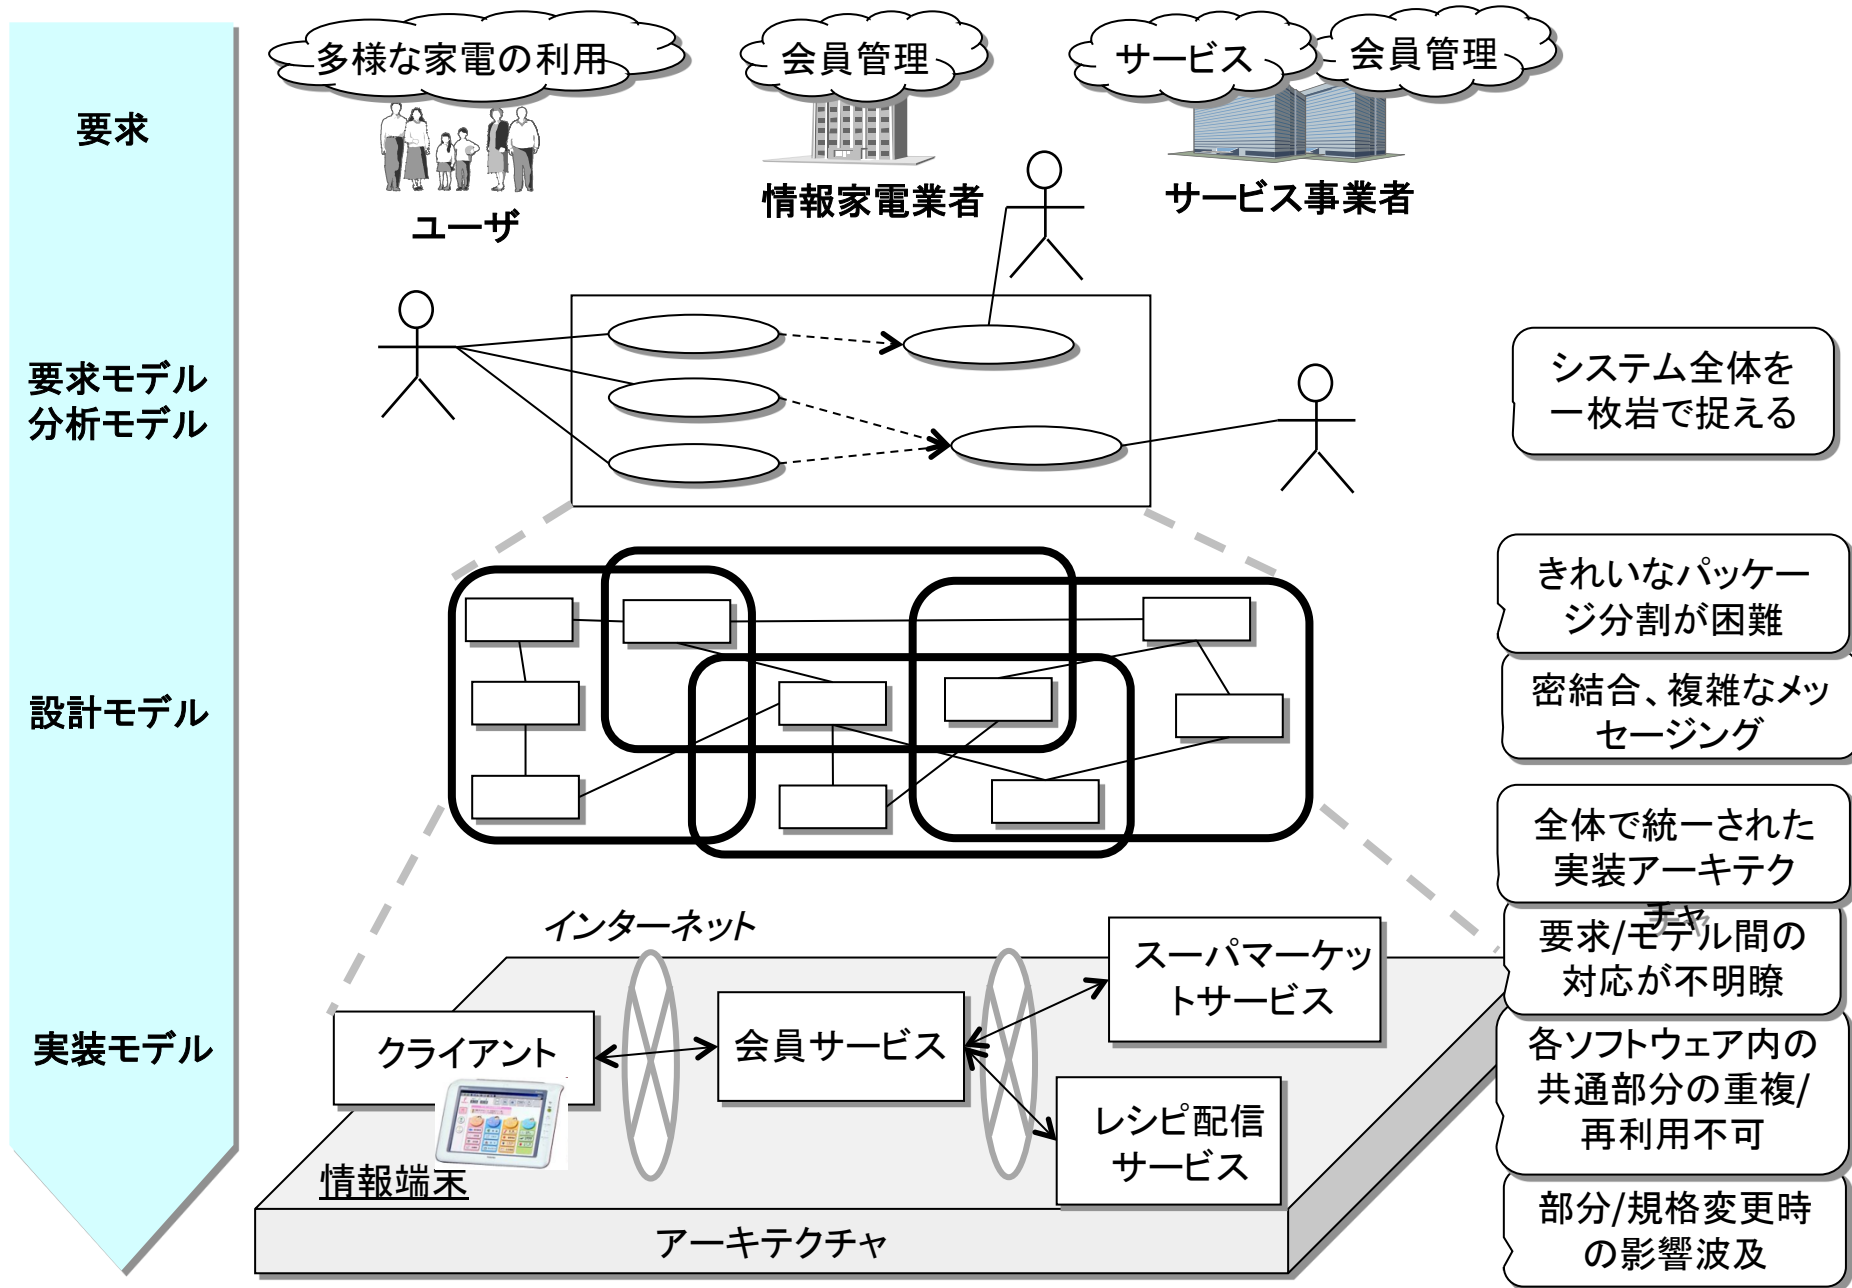 多様な家電の利用
会員管理
サービス
会員管理
要求
ユーザ
情報家電業者
サービス事業者
要求モデル
分析モデル
システム全体を
一枚岩で捉える
きれいなパッケー
ジ分割が困難
設計モデル
密結合、複雑なメッ
セージング
全体で統一された
実装アーキテク
チャ
要求/モデル間の
対応が不明瞭
インターネット
スーパマーケッ
トサービス
実装モデル
クライアント
会員サービス
各ソフトウェア内の
共通部分の重複/
再利用不可
レシピ配信
サービス
情報端末
部分/規格変更時
の影響波及
アーキテクチャ